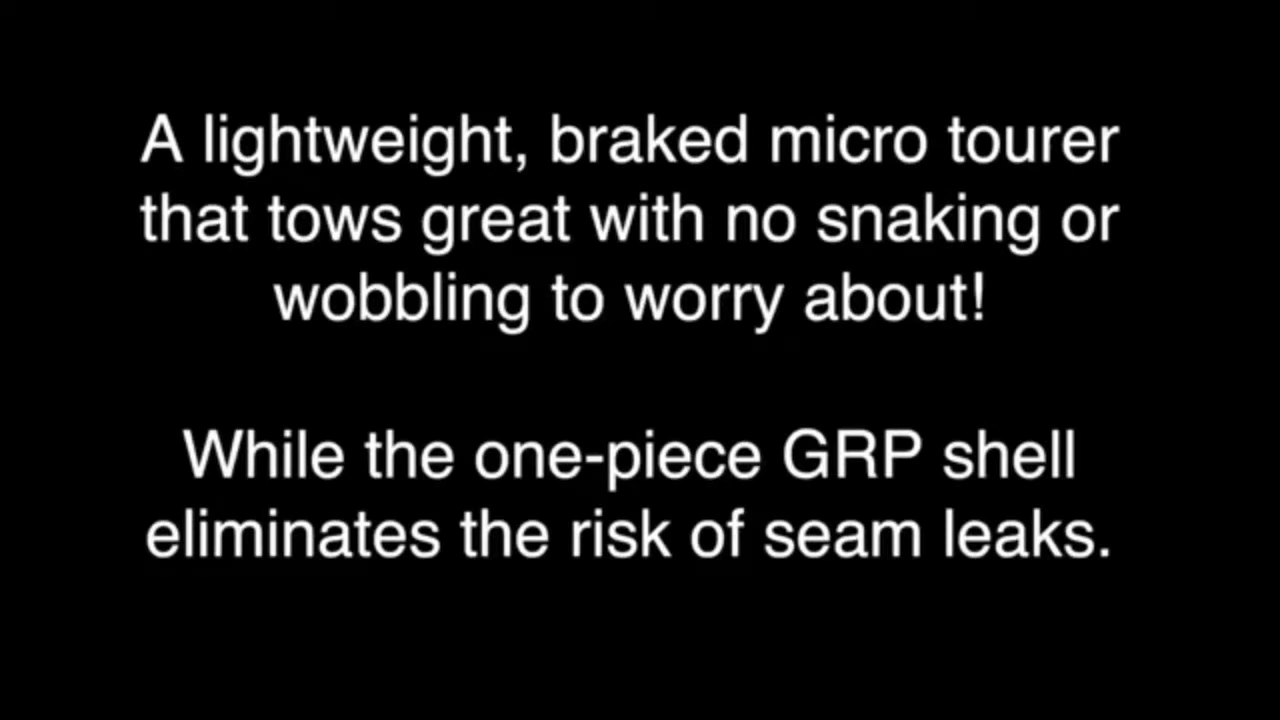 A lightweight, braked micro tourer
that tows great with no snaking or
wobbling to worry about!
While the one-piece GRP shell
eliminates the risk of seam leaks.